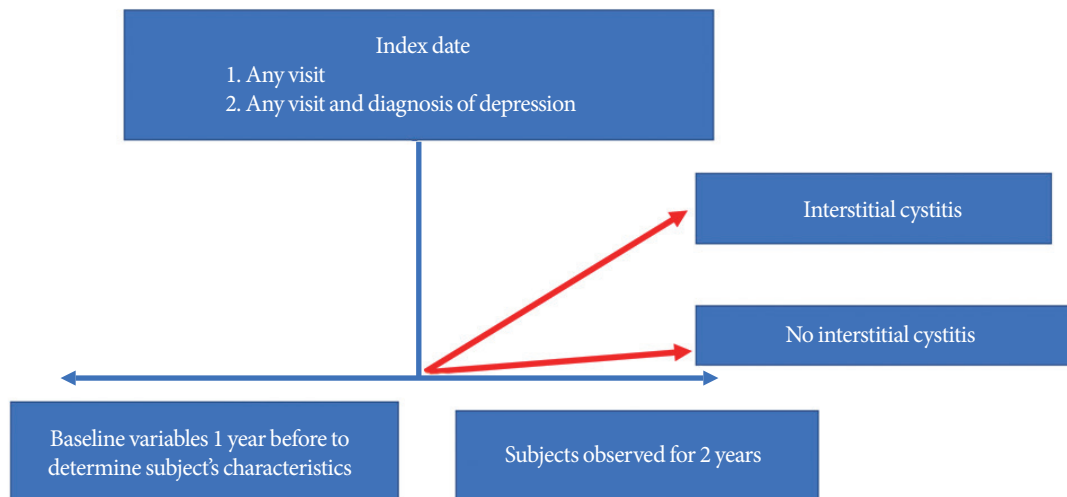 Index date
1. Any visit
2. Any visit and diagnosis of depression
Interstitial cystitis
No interstitial cystitis
Baseline variables 1 year before to
determine subject's characteristics
Subjects observed for 2 years